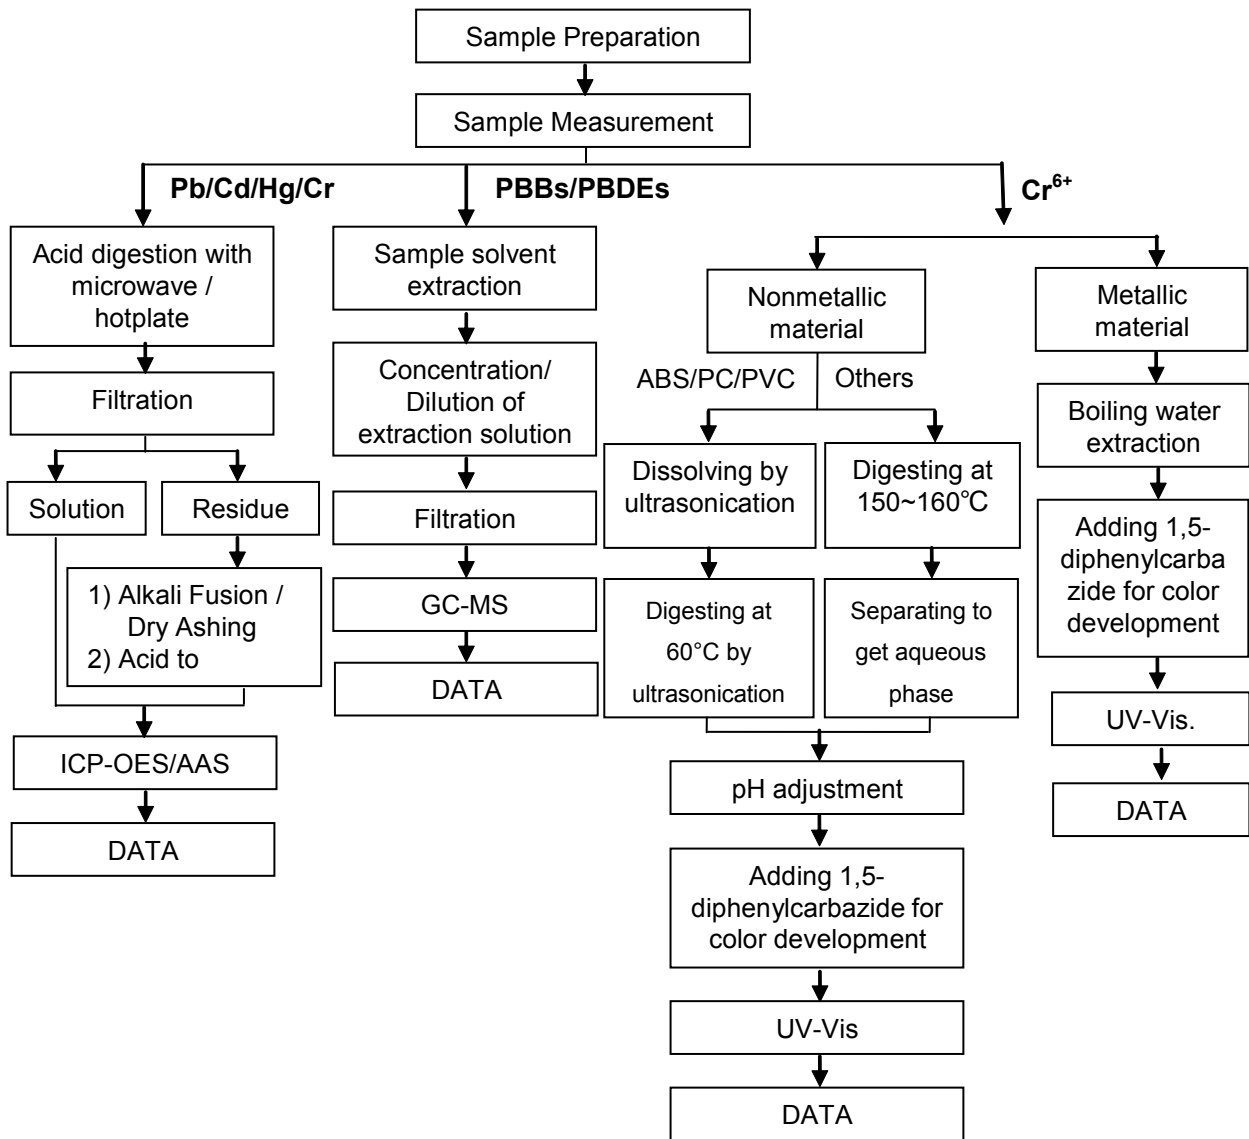 Sample Preparation
Sample Measurement
Pb/Cd/Hg/Cr
PBBs/PBDEs
Cr6+
Acid digestion with
microwave /
hotplate
Filtration
Solution
Residue
1) Alkali Fusion /
Dry Ashing
2) Acid to
ICP-OES/AAS
DATA
Sample solvent
extraction
Concentration/
Dilution of
extraction solution
Filtration
GC-MS
DATA
Nonmetallic
material
ABS/PC/PVC
Others
Dissolving by
ultrasonication
Digesting at
60°C by
ultrasonication
Digesting at
150~160℃
Separating to
get aqueous
phase
pH adjustment
Adding 1,5-
diphenylcarbazide for
color development
UV-Vis
DATA
Metallic
material
Boiling water
extraction
Adding 1,5-
diphenylcarba
zide for color
development
UV-Vis.
DATA